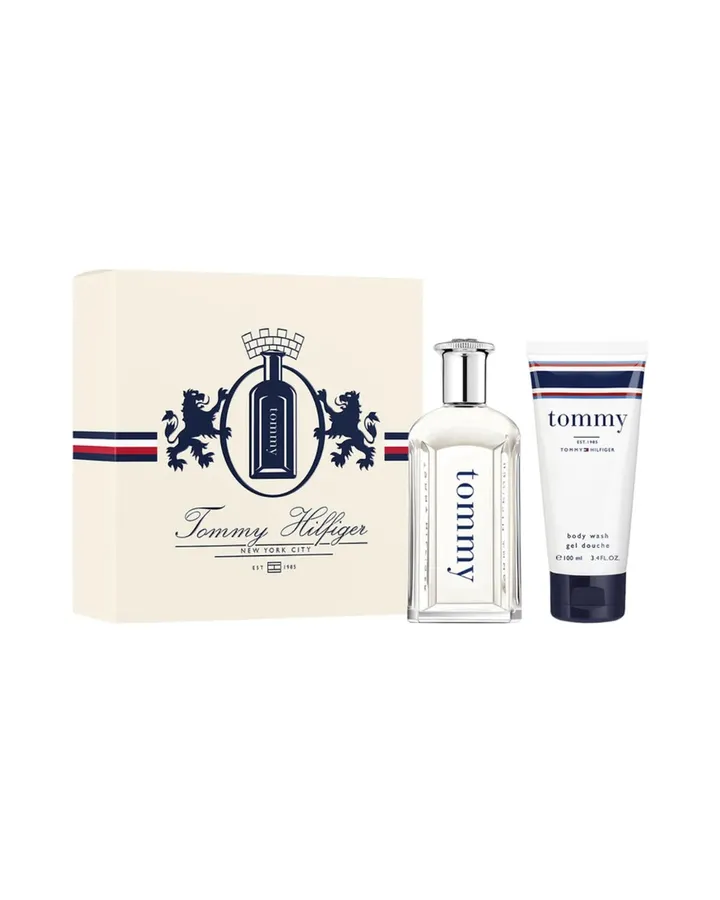 tommy
Tommy Hilfiger
NEW YORK CITY
EST 1985
tommy
tommy
EST. 1985
TOMMY HILFIGER
body wash
gel douche
℮ 100 ml 3.4 FL.OZ.